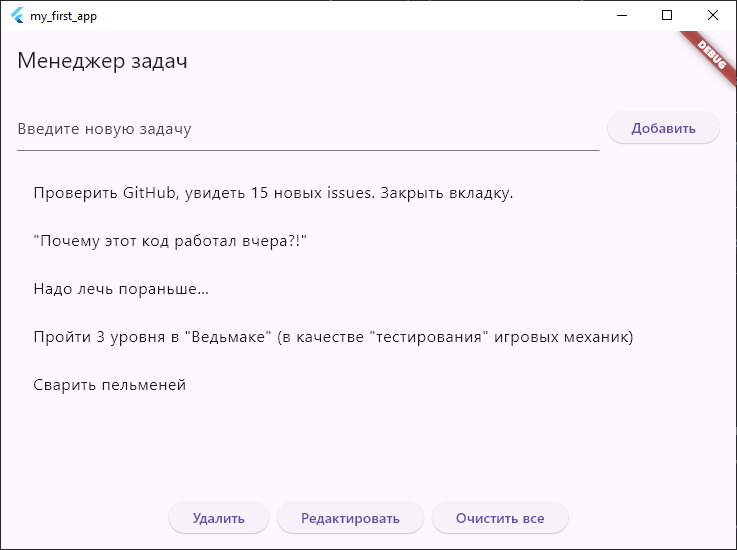 my_first_app
DEBUG
Менеджер задач
Введите новую задачу
Добавить
Проверить GitHub, увидеть 15 новых issues. Закрыть вкладку.
"Почему этот код работал вчера?!"
Надо лечь пораньше...
Пройти 3 уровня в "Ведьмаке" (в качестве "тестирования" игровых механик)
Сварить пельменей
Удалить
Редактировать
Очистить все